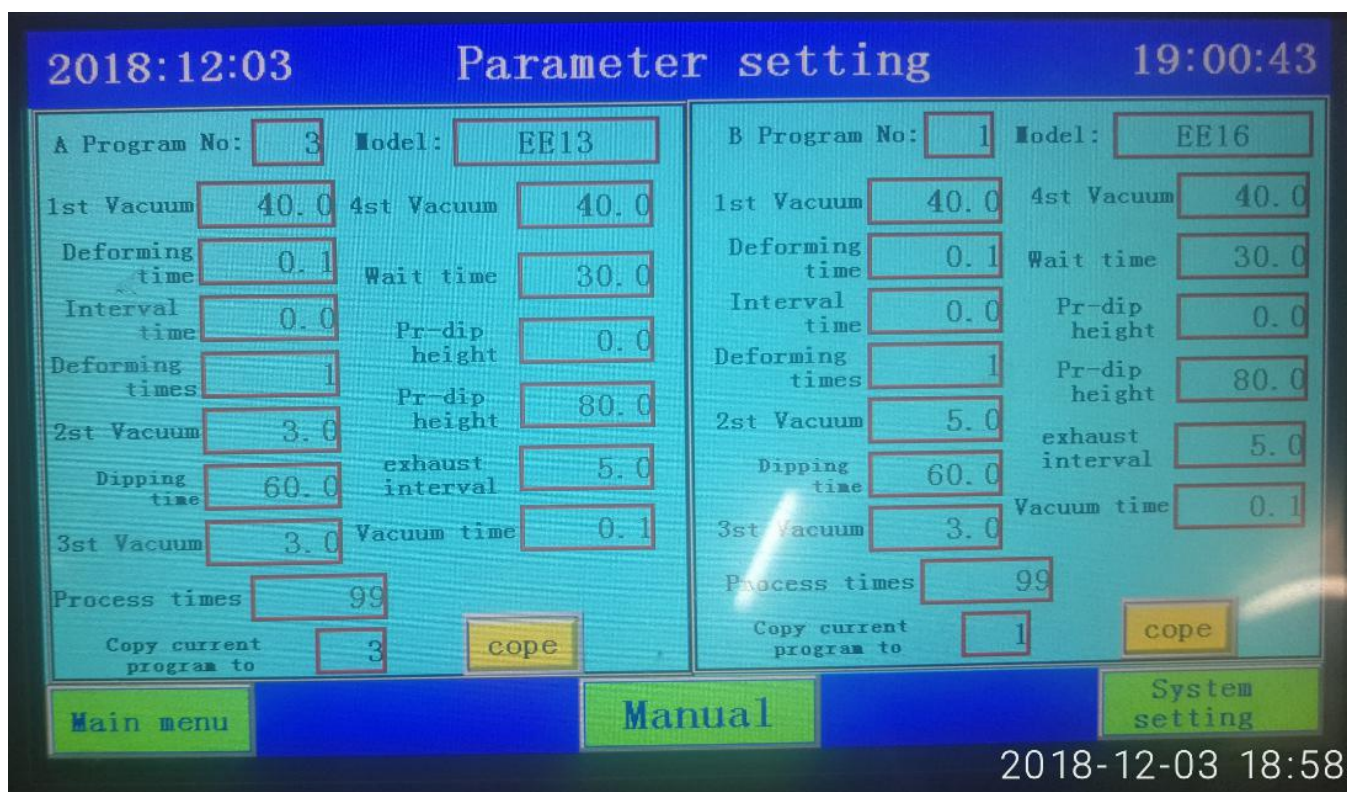 2018:12:03 Parameter setting 19:00:43
A Program No: 3 Model: EE13
1st Vacuum 40.0 4st Vacuum 40.0
Deforming
time 0.1 Wait time 30.0
Interval
time 0.0 Pr-dip
height 0.0
Deforming
times 1 Pr-dip
height 80.0
2st Vacuum 3.0 exhaust
interval 5.0
Dipping
time 60.0 Vacuum time 0.1
3st Vacuum 3.0
Process times 99
Copy current
program to 3 cope
B Program No: 1 Model: EE16
1st Vacuum 40.0 4st Vacuum 40.0
Deforming
time 0.1 Wait time 30.0
Interval
time 0.0 Pr-dip
height 0.0
Deforming
times 1 Pr-dip
height 80.0
2st Vacuum 5.0 exhaust
interval 5.0
Dipping
time 60.0 Vacuum time 0.1
3st Vacuum 3.0
Process times 99
Copy current
program to 1 cope
Main menu Manual System
setting
2018-12-03 18:58